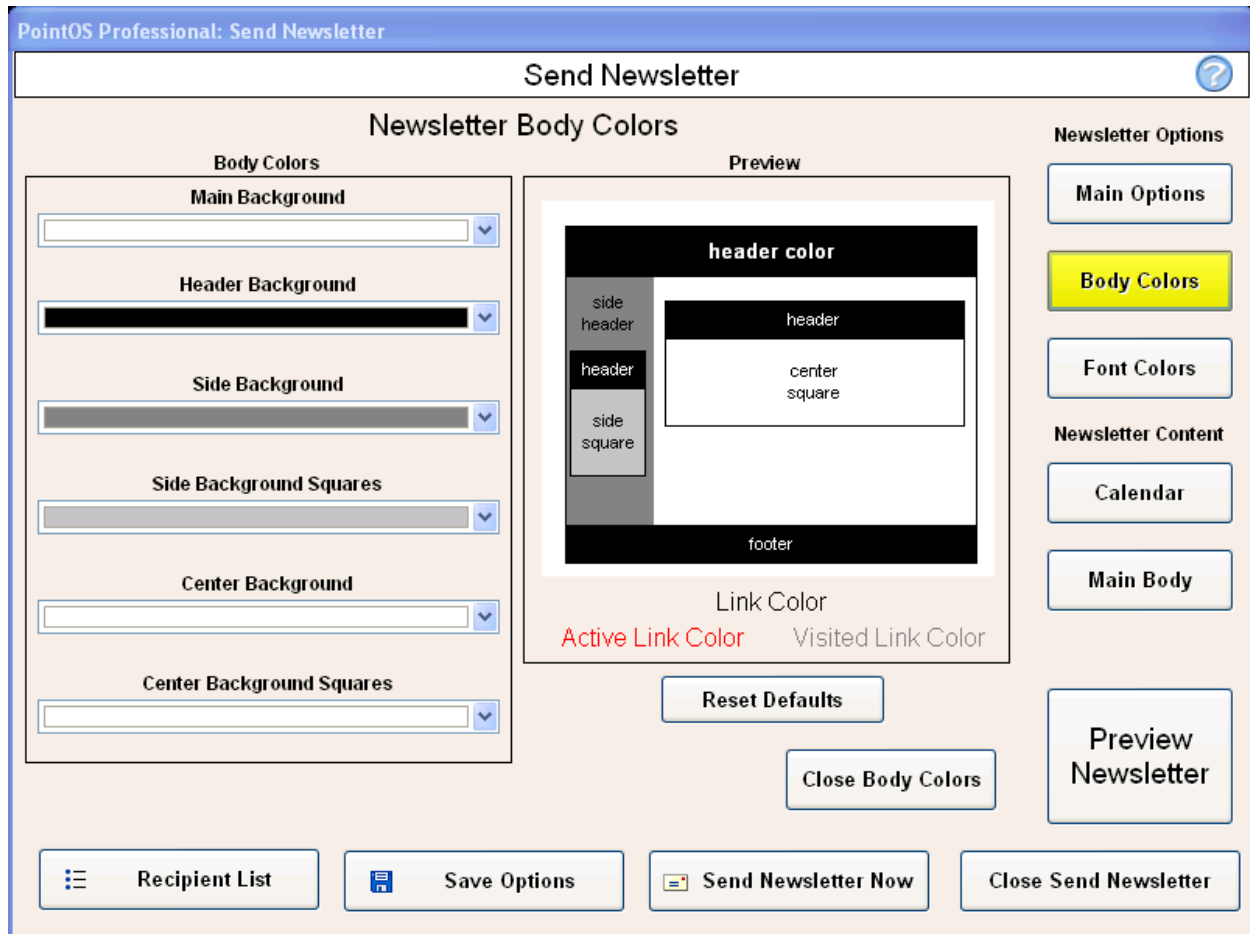 PointOS Professional: Send Newsletter
Send Newsletter
Newsletter Body Colors
Body Colors
Main Background
Header Background
Side Background
Side Background Squares
Center Background
Center Background Squares
Preview
header color
side
header
header
side
square
header
center
square
footer
Link Color
Active Link Color
Visited Link Color
Reset Defaults
Close Body Colors
Newsletter Options
Main Options
Body Colors
Font Colors
Newsletter Content
Calendar
Main Body
Preview
Newsletter
Recipient List
Save Options
Send Newsletter Now
Close Send Newsletter